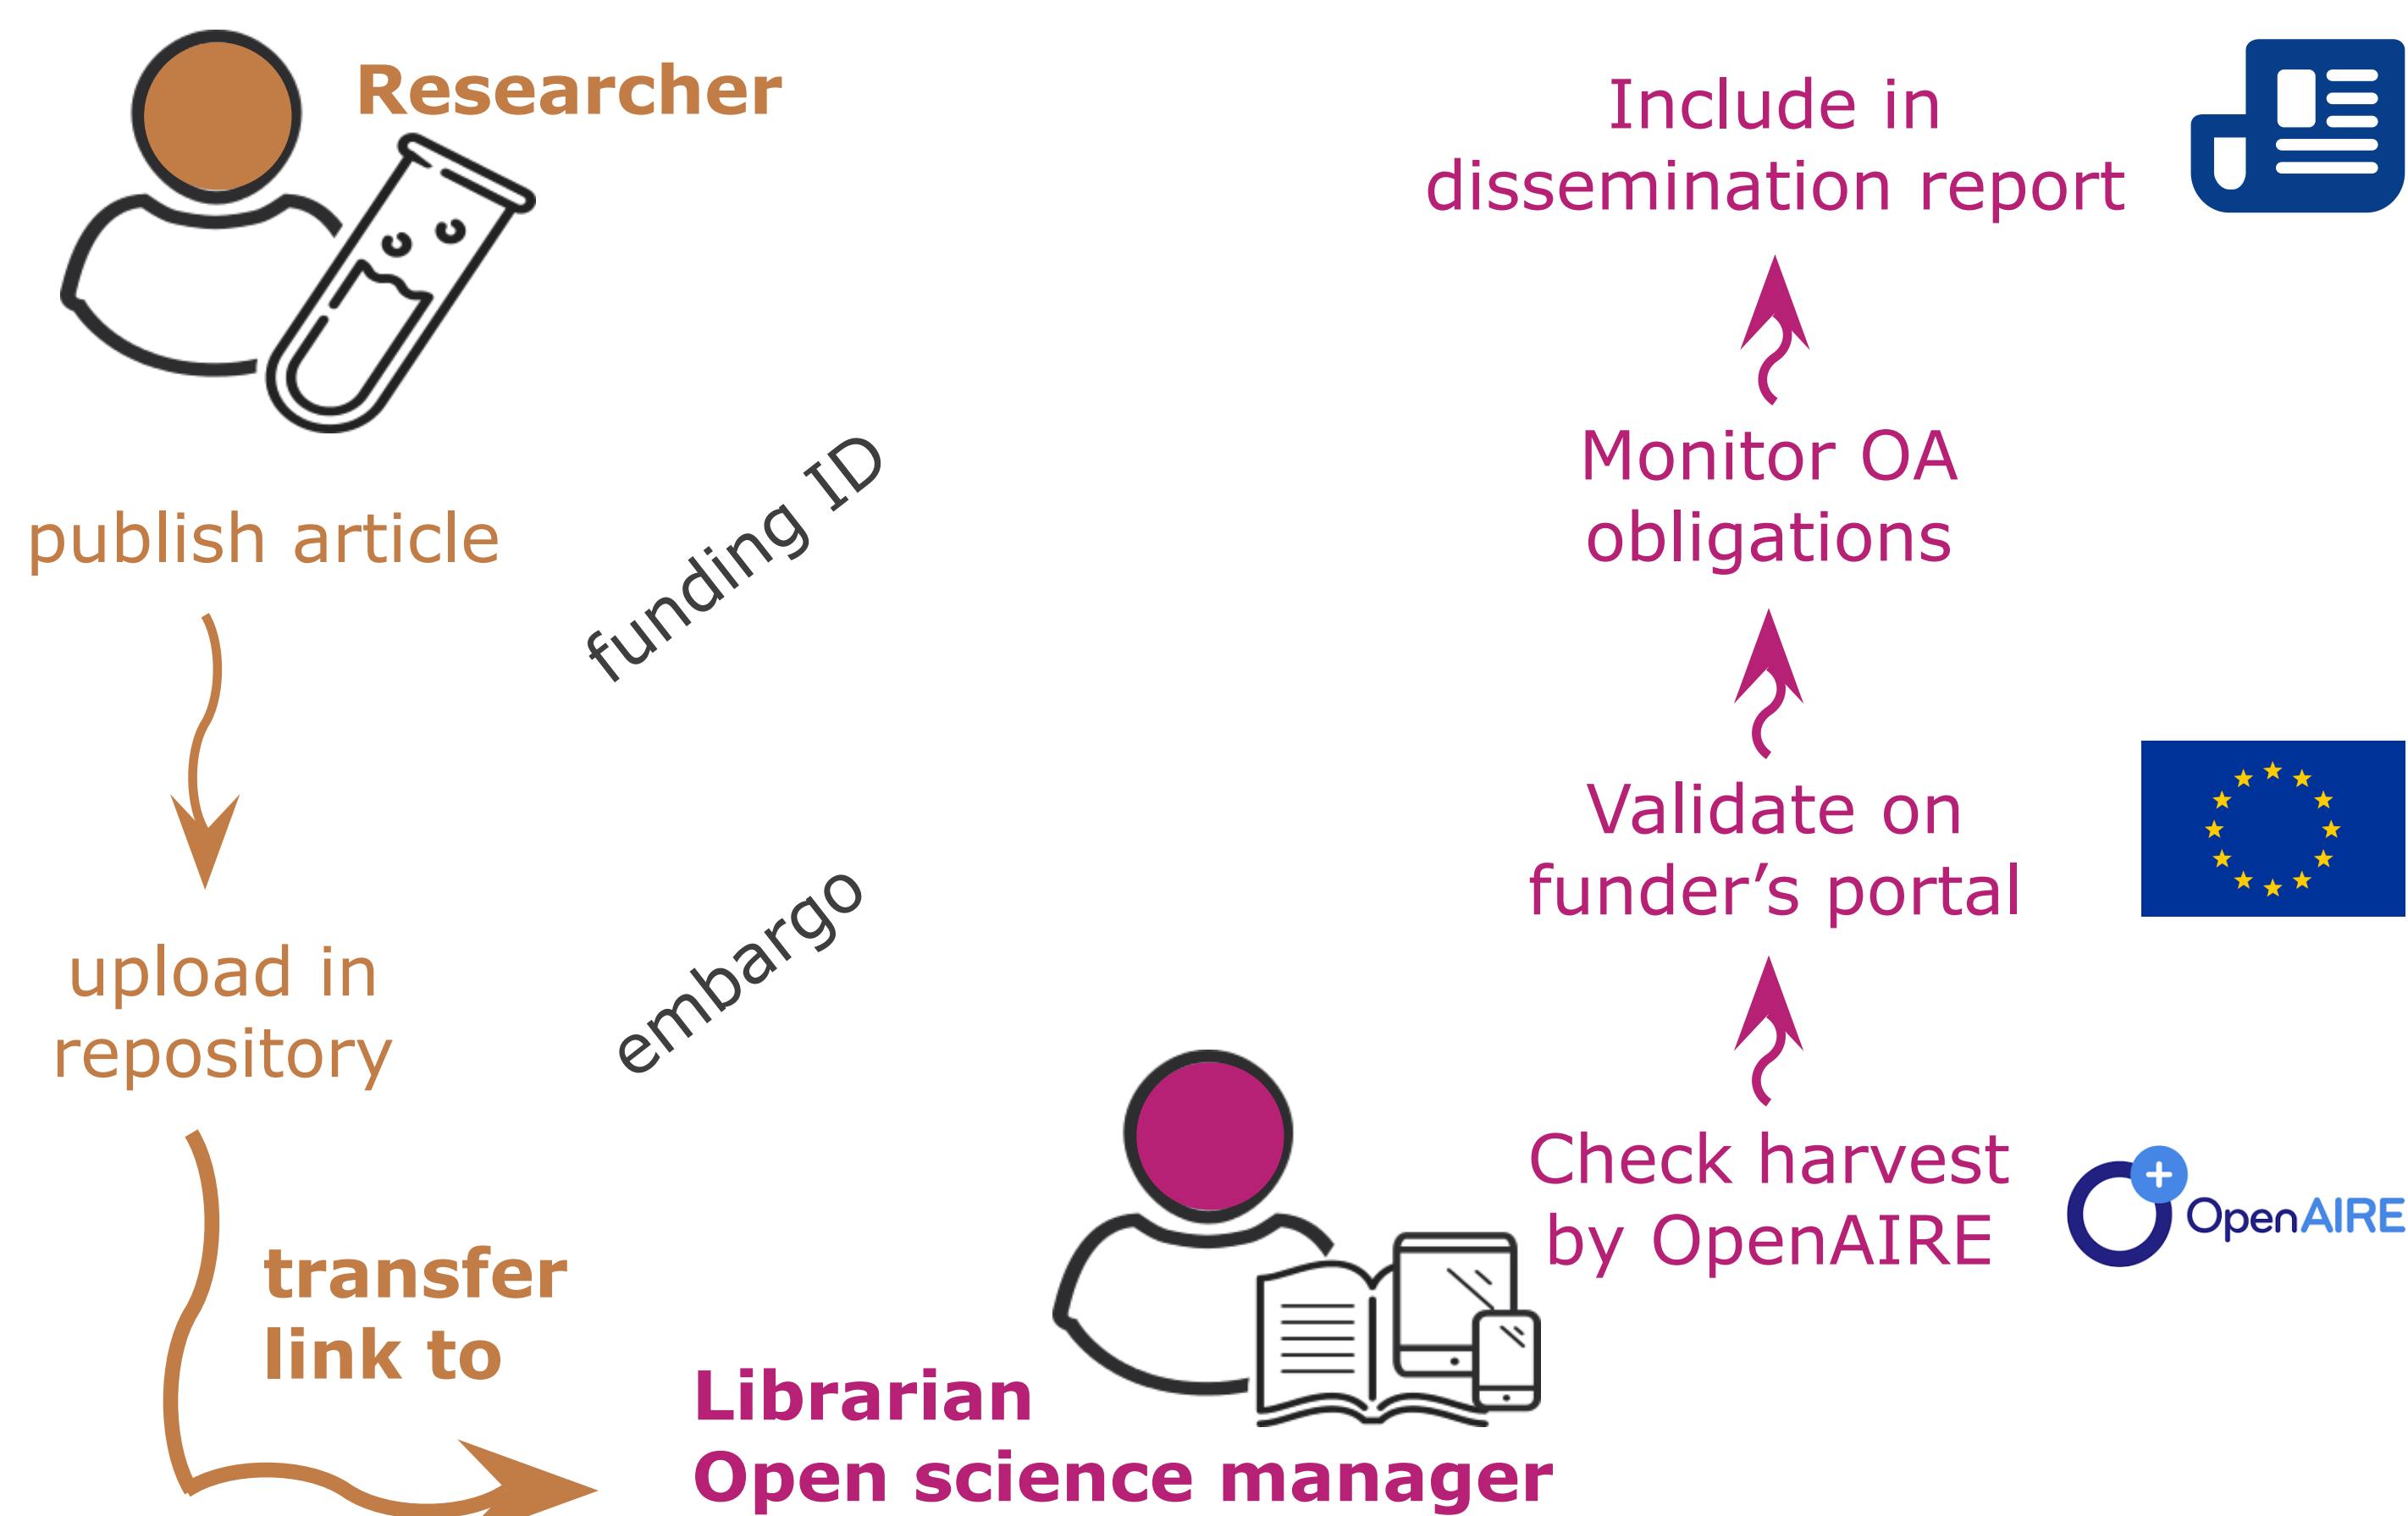 Researcher
publish article
funding ID
upload in
repository
embargo
transfer
link to
Librarian
Open science manager
Check harvest
by OpenAIRE
OpenAIRE
Validate on
funder’s portal
Monitor OA
obligations
Include in
dissemination report